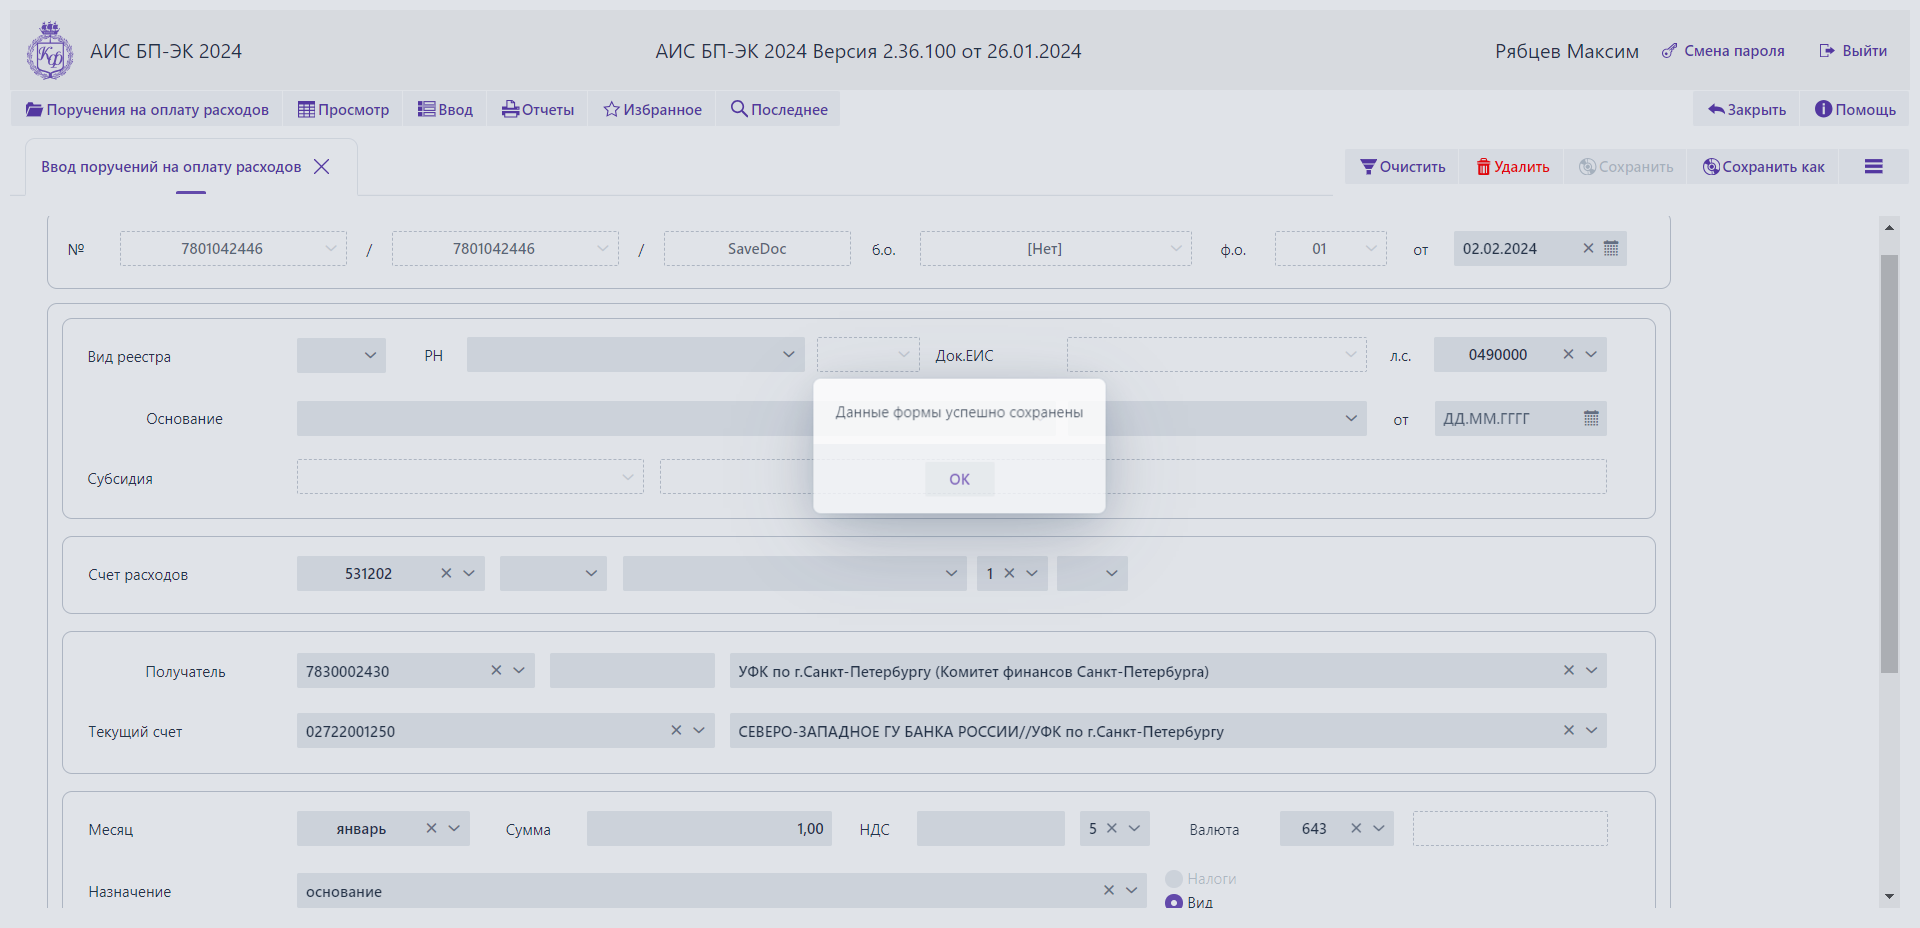 АИС БП-ЭК 2024
АИС БП-ЭК 2024 Версия 2.36.100 от 26.01.2024
Рябцев Максим Смена пароля Выйти
Поручения на оплату расходов Просмотр Ввод Отчеты Избранное Последнее Закрыть Помощь
Ввод поручений на оплату расходов Очистить Удалить Сохранить Сохранить как
№ 7801042446 / 7801042446 / SaveDoc б.о. [Нет] ф.о. 01 от 02.02.2024
Вид реестра РН Док.ЕИС л.с. 0490000
Данные формы успешно сохранены
Основание от ДД.ММ.ГГГГ
Субсидия
ОК
Счет расходов 531202 1
Получатель 7830002430 УФК по г.Санкт-Петербургу (Комитет финансов Санкт-Петербурга)
Текущий счет 02722001250 СЕВЕРО-ЗАПАДНОЕ ГУ БАНКА РОССИИ//УФК по г.Санкт-Петербургу
Месяц январь Сумма 1,00 НДС 5 Валюта 643
Назначение основание Налоги
Вид